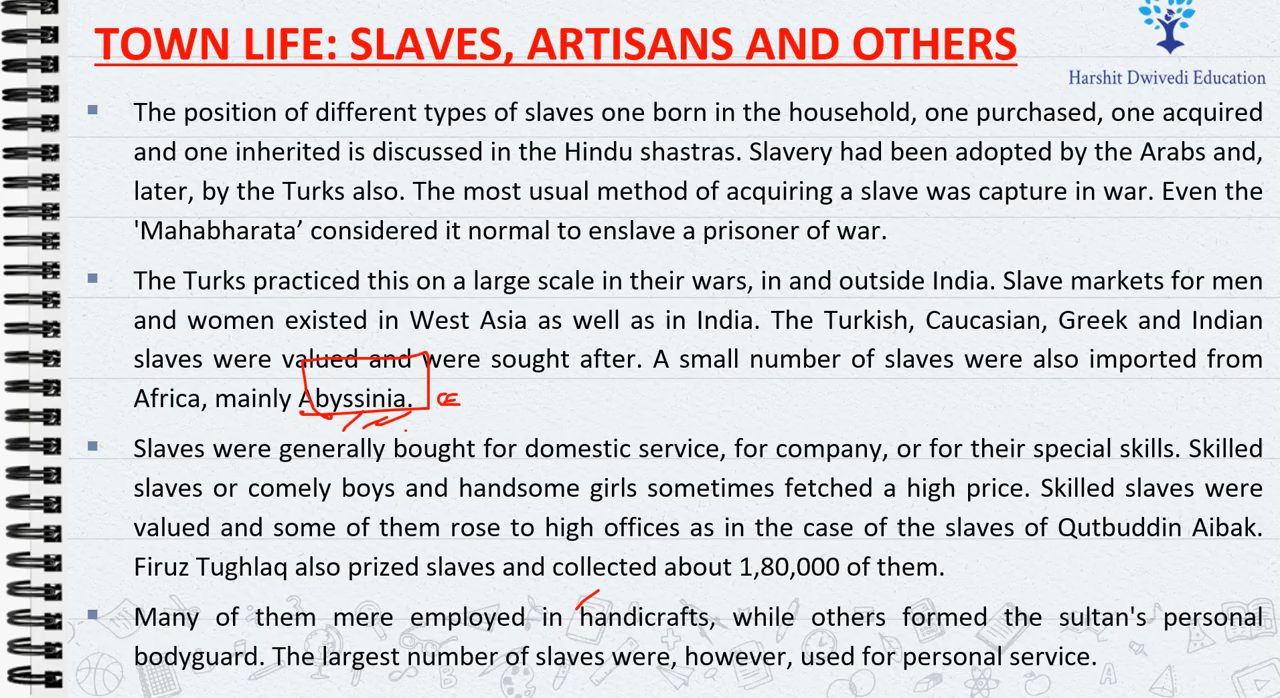 TOWN LIFE: SLAVES, ARTISANS AND OTHERS
Harshit Dwivedi Education
▪ The position of different types of slaves one born in the household, one purchased, one acquired
and one inherited is discussed in the Hindu shastras. Slavery had been adopted by the Arabs and,
later, by the Turks also. The most usual method of acquiring a slave was capture in war. Even the
'Mahabharata’ considered it normal to enslave a prisoner of war.
▪ The Turks practiced this on a large scale in their wars, in and outside India. Slave markets for men
and women existed in West Asia as well as in India. The Turkish, Caucasian, Greek and Indian
slaves were valued and were sought after. A small number of slaves were also imported from
Africa, mainly Abyssinia.
▪ Slaves were generally bought for domestic service, for company, or for their special skills. Skilled
slaves or comely boys and handsome girls sometimes fetched a high price. Skilled slaves were
valued and some of them rose to high offices as in the case of the slaves of Qutbuddin Aibak.
Firuz Tughlaq also prized slaves and collected about 1,80,000 of them.
▪ Many of them mere employed in handicrafts, while others formed the sultan's personal
bodyguard. The largest number of slaves were, however, used for personal service.